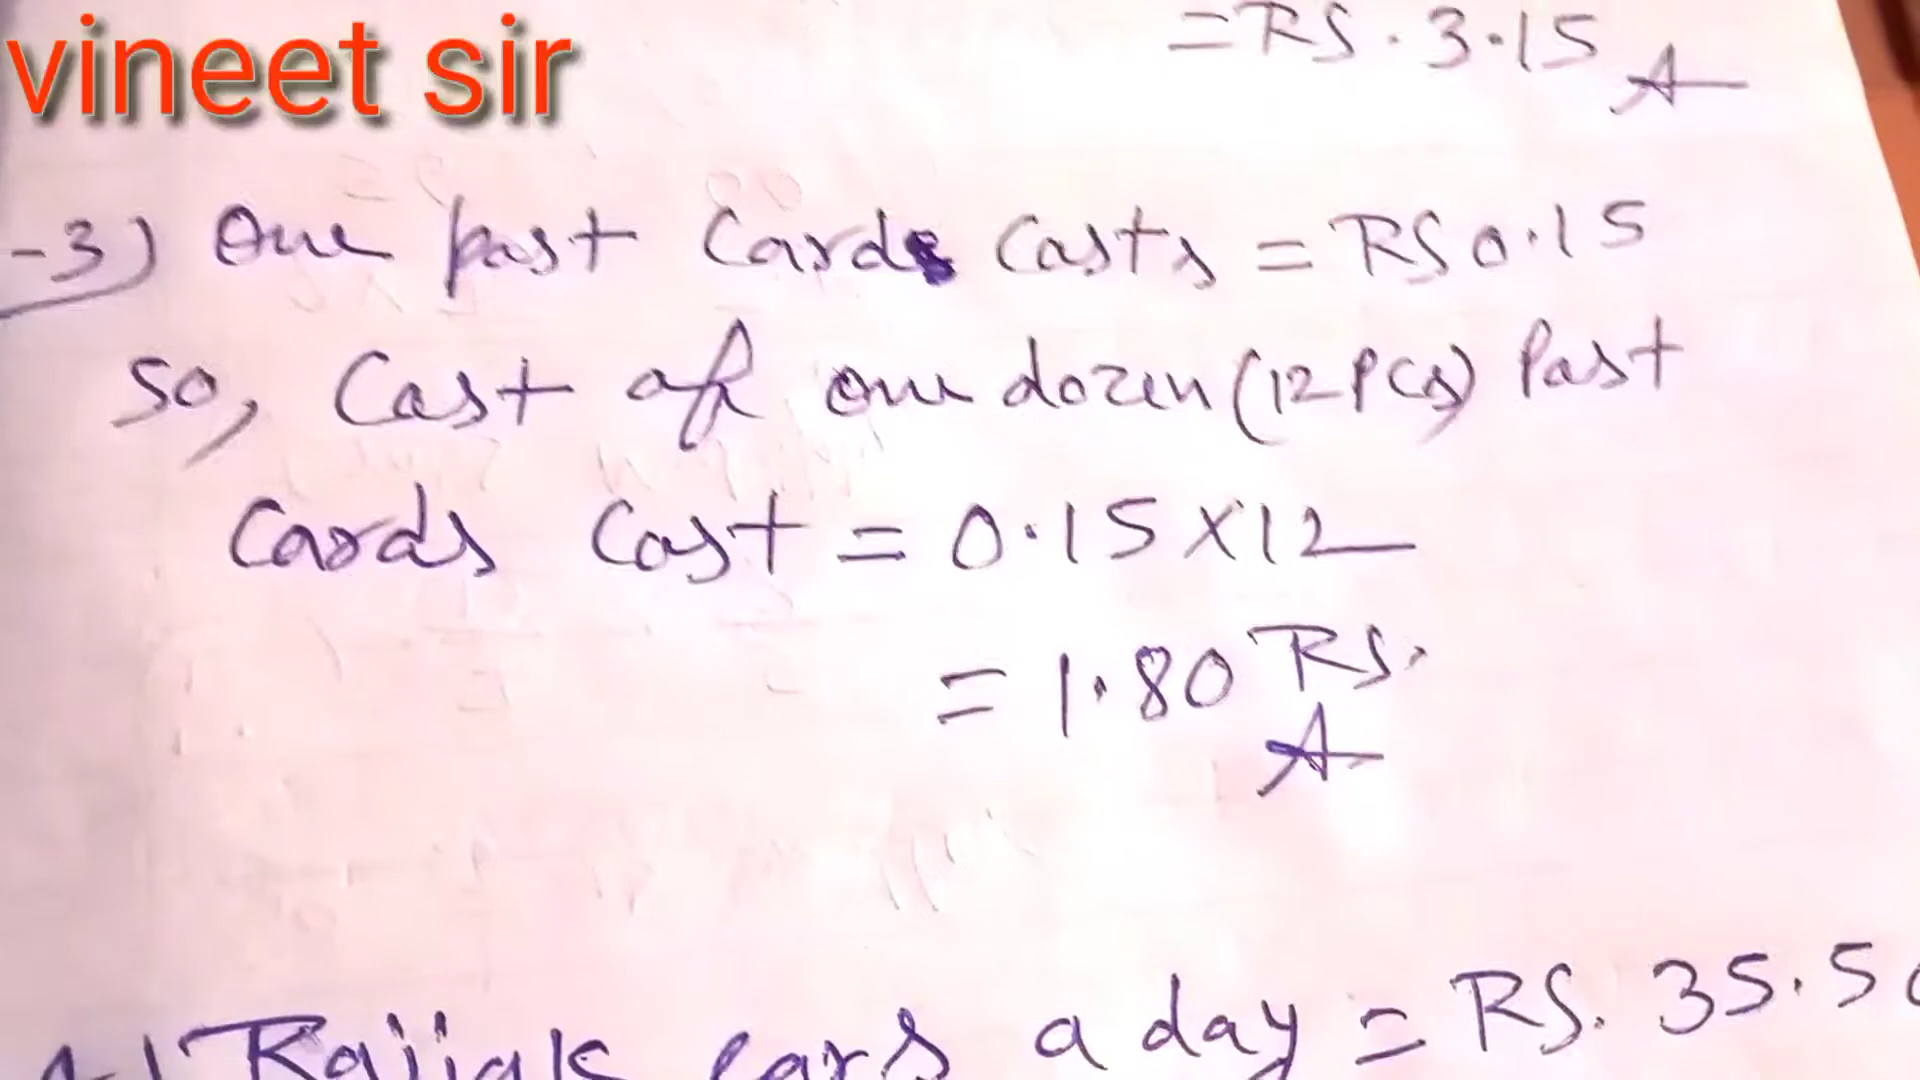 vineet sir
=RS. 3.15 A
-3) One post Cards Costs = RS 0.15
So, Cost of one dozen (12 PCs) Post
Cards Cost = 0.15 X 12
= 1.80 RS.
A
a day = RS. 35.5